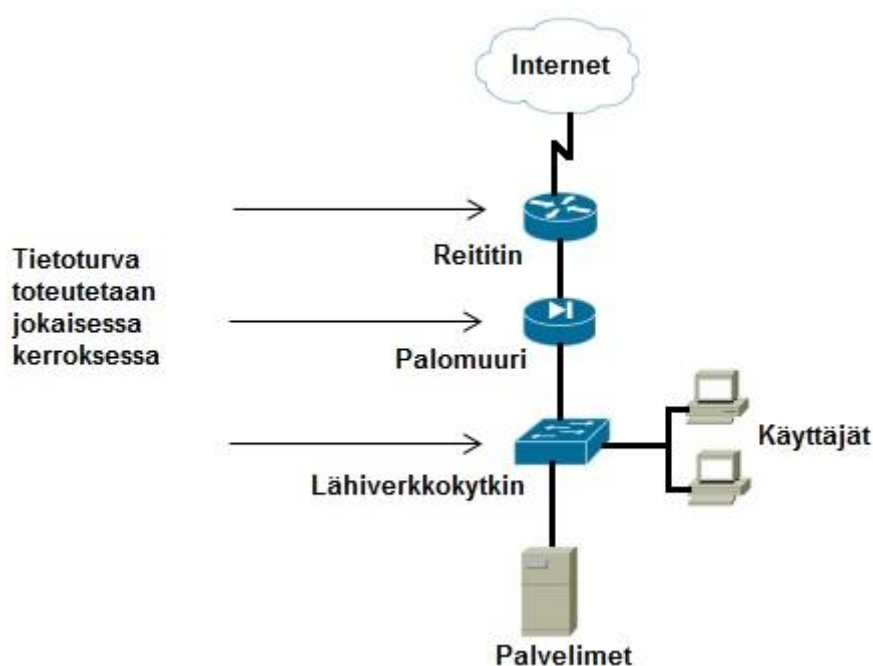 Internet
Reititin
Tietoturva
toteutetaan
jokaisessa
kerroksessa
Palomuuri
Käyttäjät
Lähiverkkokytkin
Palvelimet